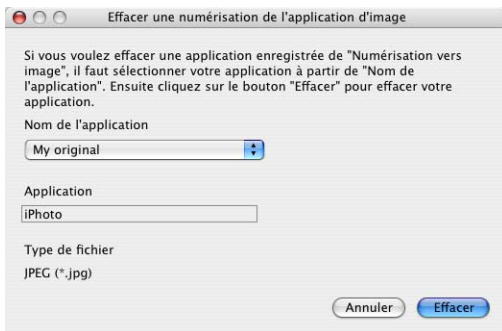 Effacer une numérisation de l'application d'image
Si vous voulez effacer une application enregistrée de "Numérisation vers
image", il faut sélectionner votre application à partir de "Nom de
l'application". Ensuite cliquez sur le bouton "Effacer" pour effacer votre
application.
Nom de l'application
My original
Application
iPhoto
Type de fichier
JPEG (*.jpg)
Annuler Effacer